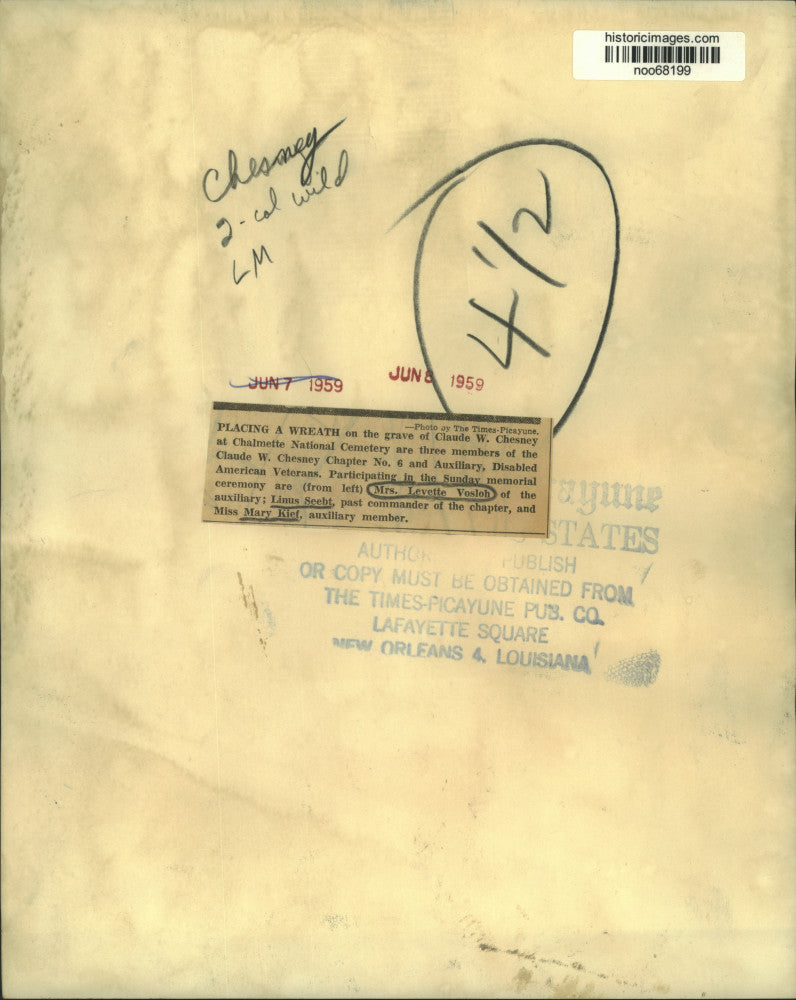 historicimages.com
noo68199
Chesney
2-col wild
LM
4 1/2
JUN 7 1959
JUN 8 1959
—Photo by The Times-Picayune.
PLACING A WREATH on the grave of Claude W. Chesney
at Chalmette National Cemetery are three members of the
Claude W. Chesney Chapter No. 6 and Auxiliary, Disabled
American Veterans. Participating in the Sunday memorial
ceremony are (from left) Mrs. Levette Vosloh of the
auxiliary; Linus Seebt, past commander of the chapter, and
Miss Mary Kief, auxiliary member.
ayune
STATES
AUTHOR PUBLISH
OR COPY MUST BE OBTAINED FROM
THE TIMES-PICAYUNE PUB. CO.
LAFAYETTE SQUARE
NEW ORLEANS 4, LOUISIANA